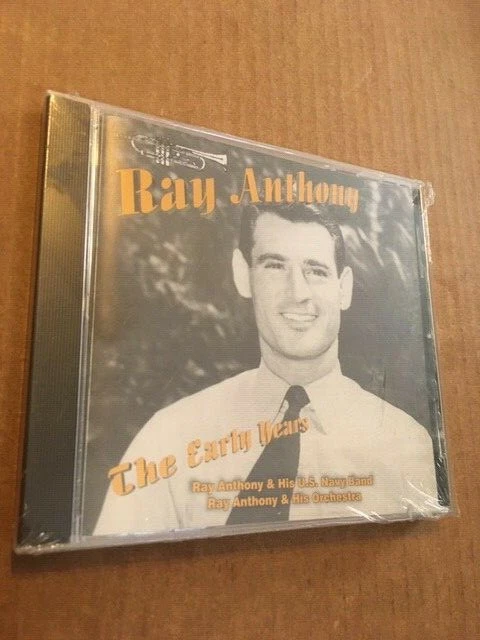 Ray Anthony
The Early Years
Ray Anthony & His U.S. Navy Band
Ray Anthony & His Orchestra